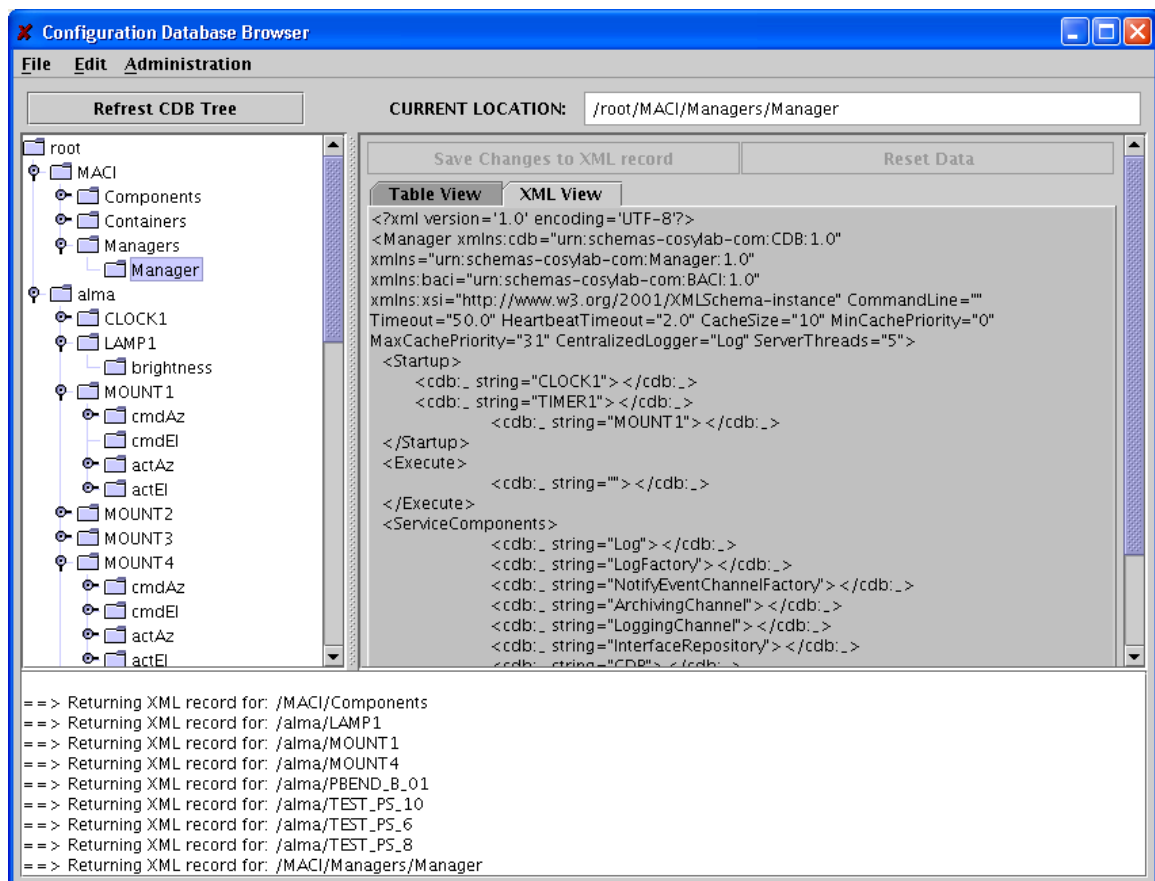 Configuration Database Browser
File Edit Administration
Refrest CDB Tree
CURRENT LOCATION: /root/MACI/Managers/Manager
root
MACI
Components
Containers
Managers
Manager
alma
CLOCK1
LAMP1
brightness
MOUNT1
cmdAz
cmdEl
actAz
actEl
MOUNT2
MOUNT3
MOUNT4
cmdAz
cmdEl
actAz
actEl
Save Changes to XML record Reset Data
Table View XML View
<?xml version='1.0' encoding='UTF-8'?>
<Manager xmlns:cdb="urn:schemas-cosylab-com:CDB:1.0"
xmlns="urn:schemas-cosylab-com:Manager:1.0"
xmlns:baci="urn:schemas-cosylab-com:BACI:1.0"
xmlns:xsi="http://www.w3.org/2001/XMLSchema-instance" CommandLine=""
Timeout="50.0" HeartbeatTimeout="2.0" CacheSize="10" MinCachePriority="0"
MaxCachePriority="31" CentralizedLogger="Log" ServerThreads="5">
<Startup>
<cdb:_ string="CLOCK1"></cdb:_>
<cdb:_ string="TIMER1"></cdb:_>
<cdb:_ string="MOUNT1"></cdb:_>
</Startup>
<Execute>
<cdb:_ string=""></cdb:_>
</Execute>
<ServiceComponents>
<cdb:_ string="Log"></cdb:_>
<cdb:_ string="LogFactory"></cdb:_>
<cdb:_ string="NotifyEventChannelFactory"></cdb:_>
<cdb:_ string="ArchivingChannel"></cdb:_>
<cdb:_ string="LoggingChannel"></cdb:_>
<cdb:_ string="InterfaceRepository"></cdb:_>
<cdb:_ string="CDB"></cdb:_>
==> Returning XML record for: /MACI/Components
==> Returning XML record for: /alma/LAMP1
==> Returning XML record for: /alma/MOUNT1
==> Returning XML record for: /alma/MOUNT4
==> Returning XML record for: /alma/PBEND_B_01
==> Returning XML record for: /alma/TEST_PS_10
==> Returning XML record for: /alma/TEST_PS_6
==> Returning XML record for: /alma/TEST_PS_8
==> Returning XML record for: /MACI/Managers/Manager